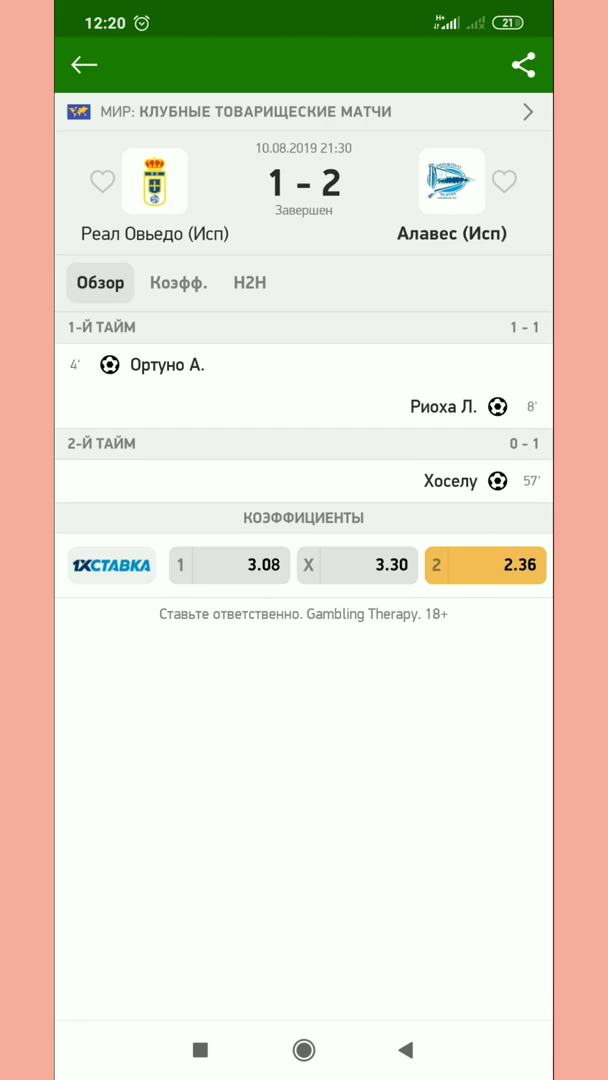 12:20
H+
21
МИР: КЛУБНЫЕ ТОВАРИЩЕСКИЕ МАТЧИ
10.08.2019 21:30
1 - 2
Завершен
Реал Овьедо (Исп)
Алавес (Исп)
Обзор Коэфф. H2H
1-Й ТАЙМ 1 - 1
4' Ортуно А.
Риоха Л. 8'
2-Й ТАЙМ 0 - 1
Хоселу 57'
КОЭФФИЦИЕНТЫ
1XСТАВКА 1 3.08 X 3.30 2 2.36
Ставьте ответственно. Gambling Therapy. 18+